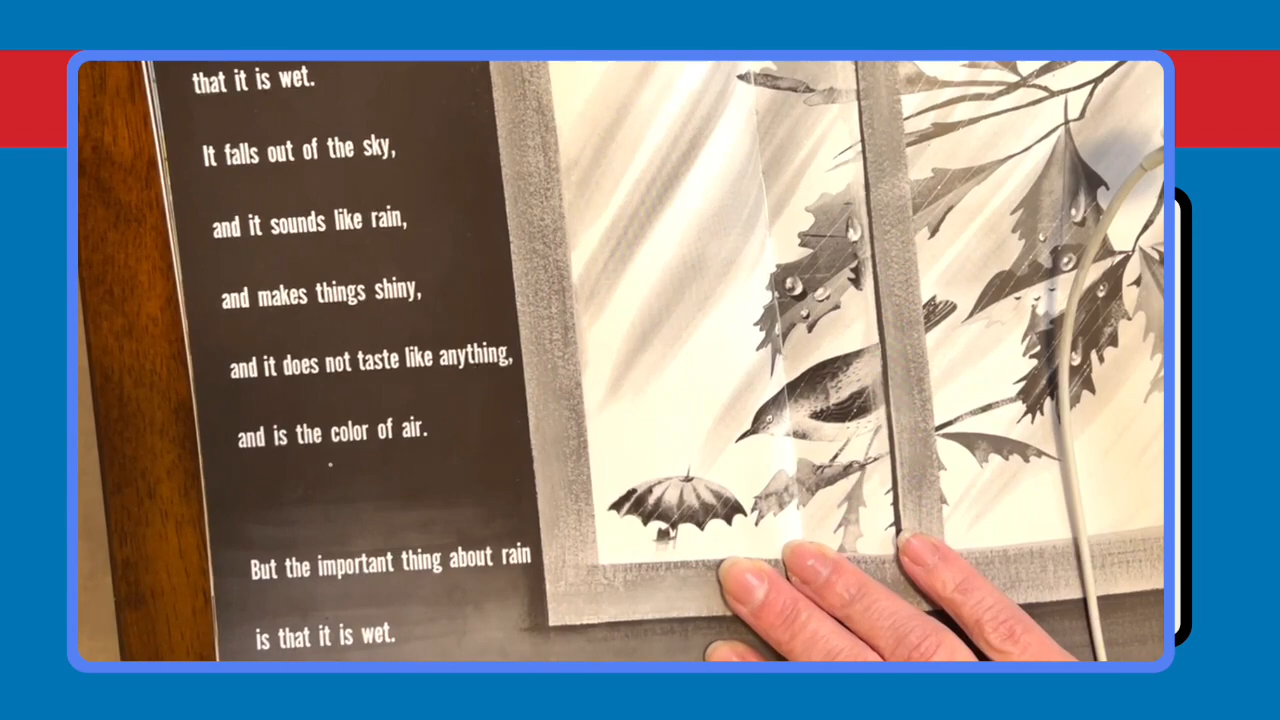 that it is wet.
It falls out of the sky,
and it sounds like rain,
and makes things shiny,
and it does not taste like anything,
and is the color of air.
But the important thing about rain
is that it is wet.